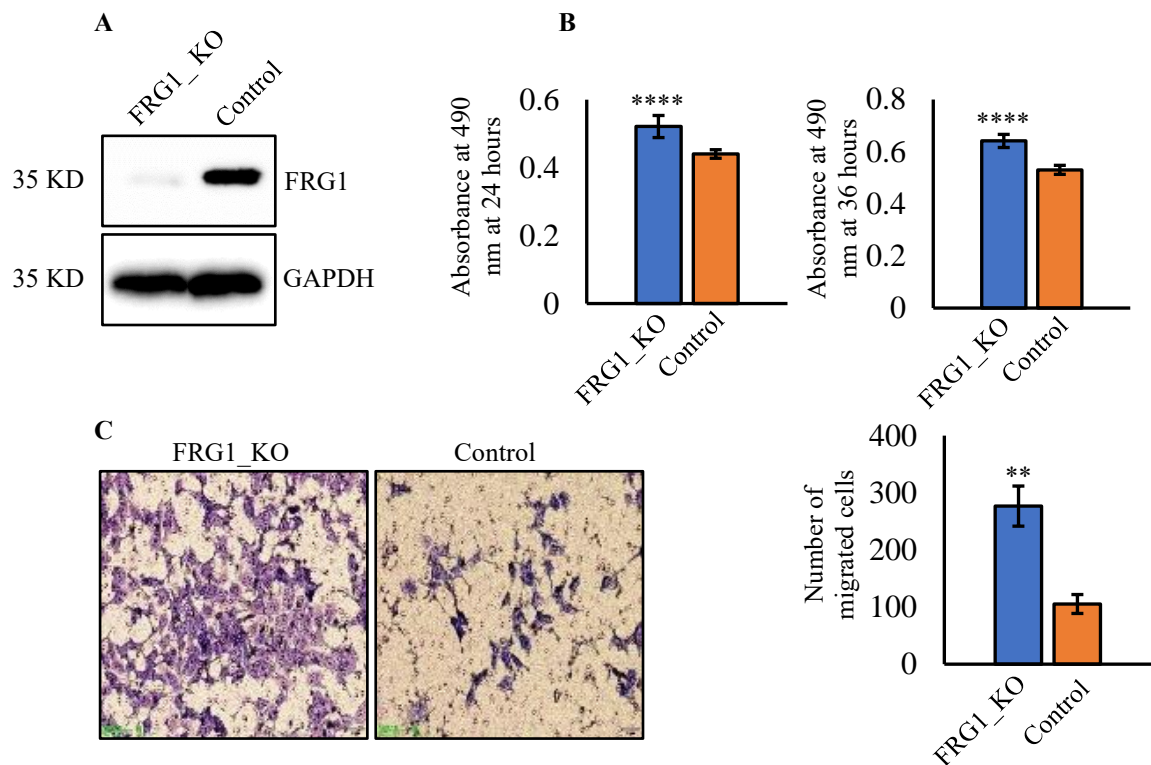 A
FRG1_KO
Control
35 KD
FRG1
35 KD
GAPDH
B
Absorbance at 490
nm at 24 hours
0.6
0.4
0.2
0
****
FRG1_KO
Control
Absorbance at 490
nm at 36 hours
0.8
0.6
0.4
0.2
0
****
FRG1_KO
Control
C
FRG1_KO
Control
Number of
migrated cells
400
300
200
100
0
**
FRG1_KO
Control